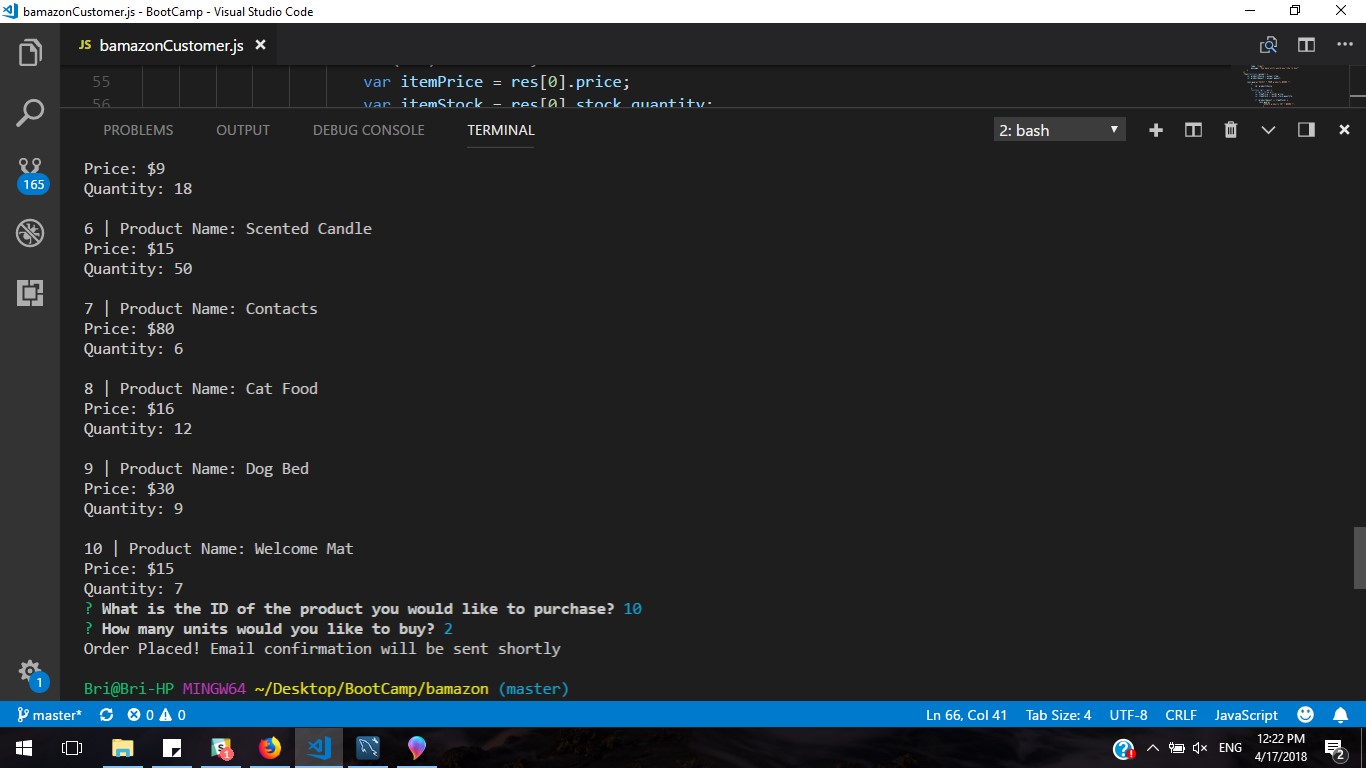 bamazonCustomer.js - BootCamp - Visual Studio Code
JS bamazonCustomer.js ×
55 var itemPrice = res[0].price;
56 var itemStock = res[0].stock_quantity;
PROBLEMS OUTPUT DEBUG CONSOLE TERMINAL 2: bash
Price: $9
Quantity: 18
6 | Product Name: Scented Candle
Price: $15
Quantity: 50
7 | Product Name: Contacts
Price: $80
Quantity: 6
8 | Product Name: Cat Food
Price: $16
Quantity: 12
9 | Product Name: Dog Bed
Price: $30
Quantity: 9
10 | Product Name: Welcome Mat
Price: $15
Quantity: 7
? What is the ID of the product you would like to purchase? 10
? How many units would you like to buy? 2
Order Placed! Email confirmation will be sent shortly
Bri@Bri-HP MINGW64 ~/Desktop/BootCamp/bamazon (master)
165
1
master* 0 0 Ln 66, Col 41 Tab Size: 4 UTF-8 CRLF JavaScript
S 1 ENG 12:22 PM 2
4/17/2018